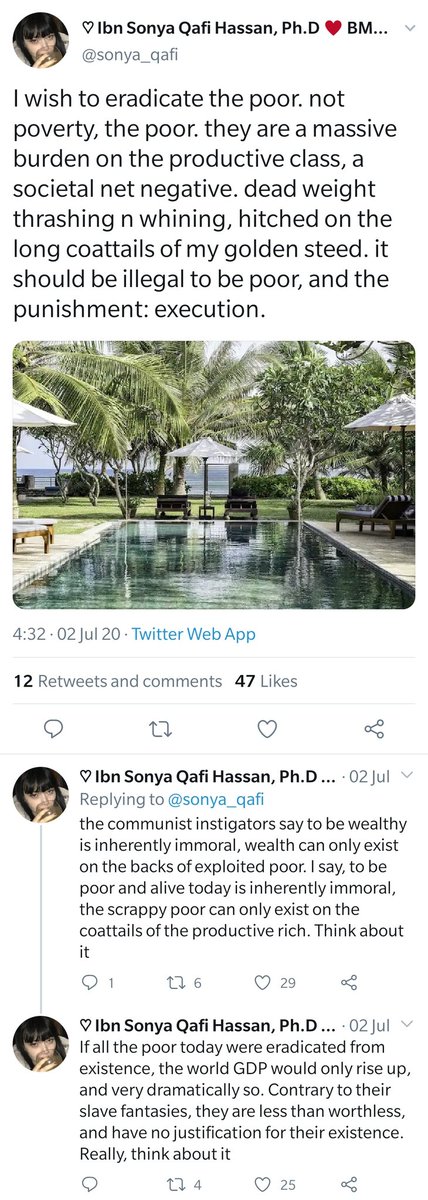 ♡ Ibn Sonya Qafi Hassan, Ph.D ❤️ BM...
@sonya_qafi
I wish to eradicate the poor. not
poverty, the poor. they are a massive
burden on the productive class, a
societal net negative. dead weight
thrashing n whining, hitched on the
long coattails of my golden steed. it
should be illegal to be poor, and the
punishment: execution.
4:32 · 02 Jul 20 · Twitter Web App
12 Retweets and comments 47 Likes
♡ Ibn Sonya Qafi Hassan, Ph.D ... · 02 Jul
Replying to @sonya_qafi
the communist instigators say to be wealthy
is inherently immoral, wealth can only exist
on the backs of exploited poor. I say, to be
poor and alive today is inherently immoral,
the scrappy poor can only exist on the
coattails of the productive rich. Think about
it
1 6 29
♡ Ibn Sonya Qafi Hassan, Ph.D ... · 02 Jul
If all the poor today were eradicated from
existence, the world GDP would only rise up,
and very dramatically so. Contrary to their
slave fantasies, they are less than worthless,
and have no justification for their existence.
Really, think about it
4 25